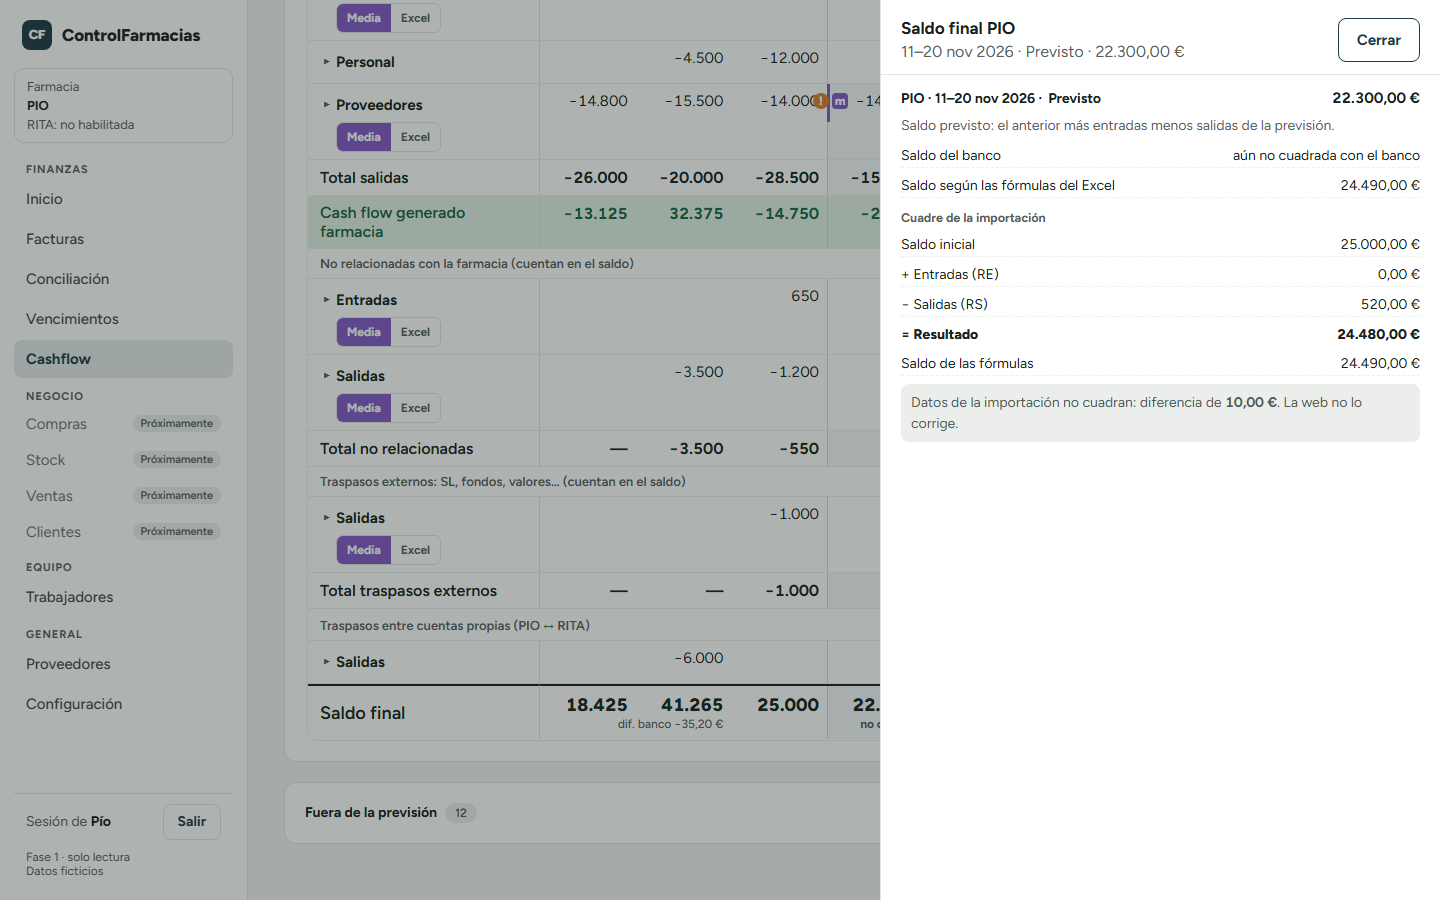 CF ControlFarmacias
Farmacia
PIO
RITA: no habilitada
FINANZAS
Inicio
Facturas
Conciliación
Vencimientos
Cashflow
NEGOCIO
Compras Próximamente
Stock Próximamente
Ventas Próximamente
Clientes Próximamente
EQUIPO
Trabajadores
GENERAL
Proveedores
Configuración
Sesión de Pío Salir
Fase 1 · solo lectura
Datos ficticios
Media Excel
▸ Personal −4.500 −12.000
▸ Proveedores −14.800 −15.500 −14.000 ! m −14
Media Excel
Total salidas −26.000 −20.000 −28.500 −15
Cash flow generado farmacia −13.125 32.375 −14.750 −2
No relacionadas con la farmacia (cuentan en el saldo)
▸ Entradas 650
Media Excel
▸ Salidas −3.500 −1.200
Media Excel
Total no relacionadas — −3.500 −550
Traspasos externos: SL, fondos, valores... (cuentan en el saldo)
▸ Salidas −1.000
Media Excel
Total traspasos externos — — −1.000
Traspasos entre cuentas propias (PIO ↔ RITA)
▸ Salidas −6.000
Saldo final 18.425 41.265 25.000 22.
dif. banco −35,20 €
Fuera de la previsión 12
Saldo final PIO
11–20 nov 2026 · Previsto · 22.300,00 €
Cerrar
PIO · 11–20 nov 2026 · Previsto 22.300,00 €
Saldo previsto: el anterior más entradas menos salidas de la previsión.
Saldo del banco aún no cuadrada con el banco
Saldo según las fórmulas del Excel 24.490,00 €
Cuadre de la importación
Saldo inicial 25.000,00 €
+ Entradas (RE) 0,00 €
− Salidas (RS) 520,00 €
= Resultado 24.480,00 €
Saldo de las fórmulas 24.490,00 €
Datos de la importación no cuadran: diferencia de 10,00 €. La web no lo
corrige.